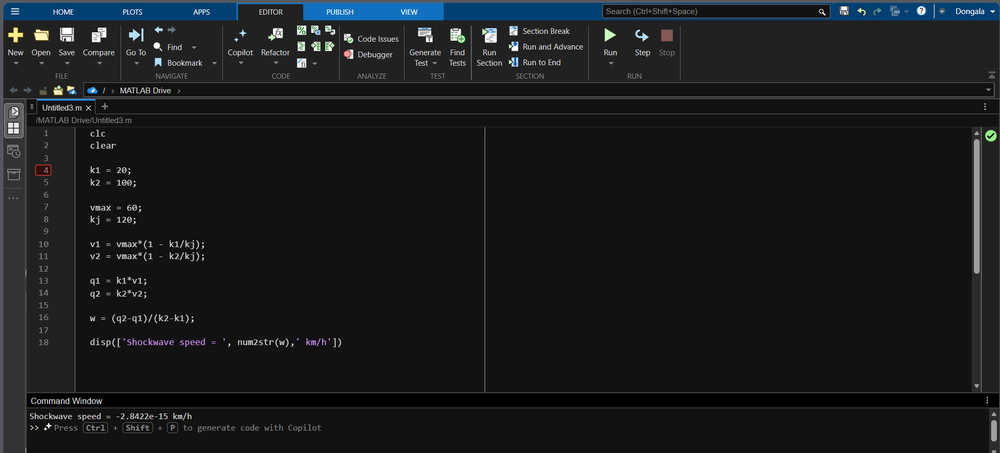 HOME PLOTS APPS EDITOR PUBLISH VIEW Search (Ctrl+Shift+Space) Dongala
New Open Save Compare Go To Find Bookmark Copilot Refactor Code Issues Debugger Generate Test Find Tests Run Section Section Break Run and Advance Run to End Run Step Stop
FILE NAVIGATE CODE ANALYZE TEST SECTION RUN
/ › MATLAB Drive ›
Untitled3.m
/MATLAB Drive/Untitled3.m
1 clc
2 clear
3
4 k1 = 20;
5 k2 = 100;
6
7 vmax = 60;
8 kj = 120;
9
10 v1 = vmax*(1 - k1/kj);
11 v2 = vmax*(1 - k2/kj);
12
13 q1 = k1*v1;
14 q2 = k2*v2;
15
16 w = (q2-q1)/(k2-k1);
17
18 disp(['Shockwave speed = ', num2str(w),' km/h'])
Command Window
Shockwave speed = -2.8422e-15 km/h
>> Press Ctrl + Shift + P to generate code with Copilot